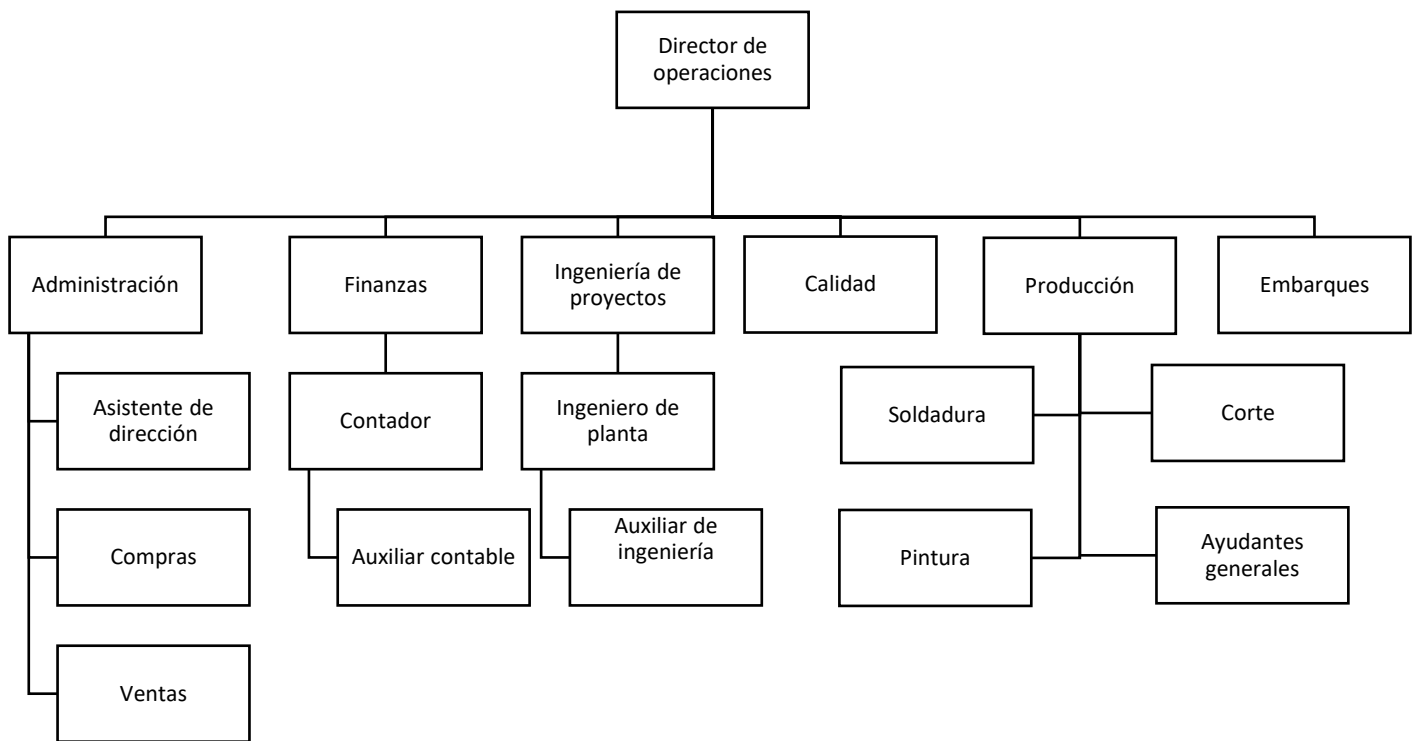 Director de
operaciones
Administración
Finanzas
Ingeniería de
proyectos
Calidad
Producción
Embarques
Asistente de
dirección
Contador
Ingeniero de
planta
Soldadura
Corte
Compras
Auxiliar contable
Auxiliar de
ingeniería
Pintura
Ayudantes
generales
Ventas